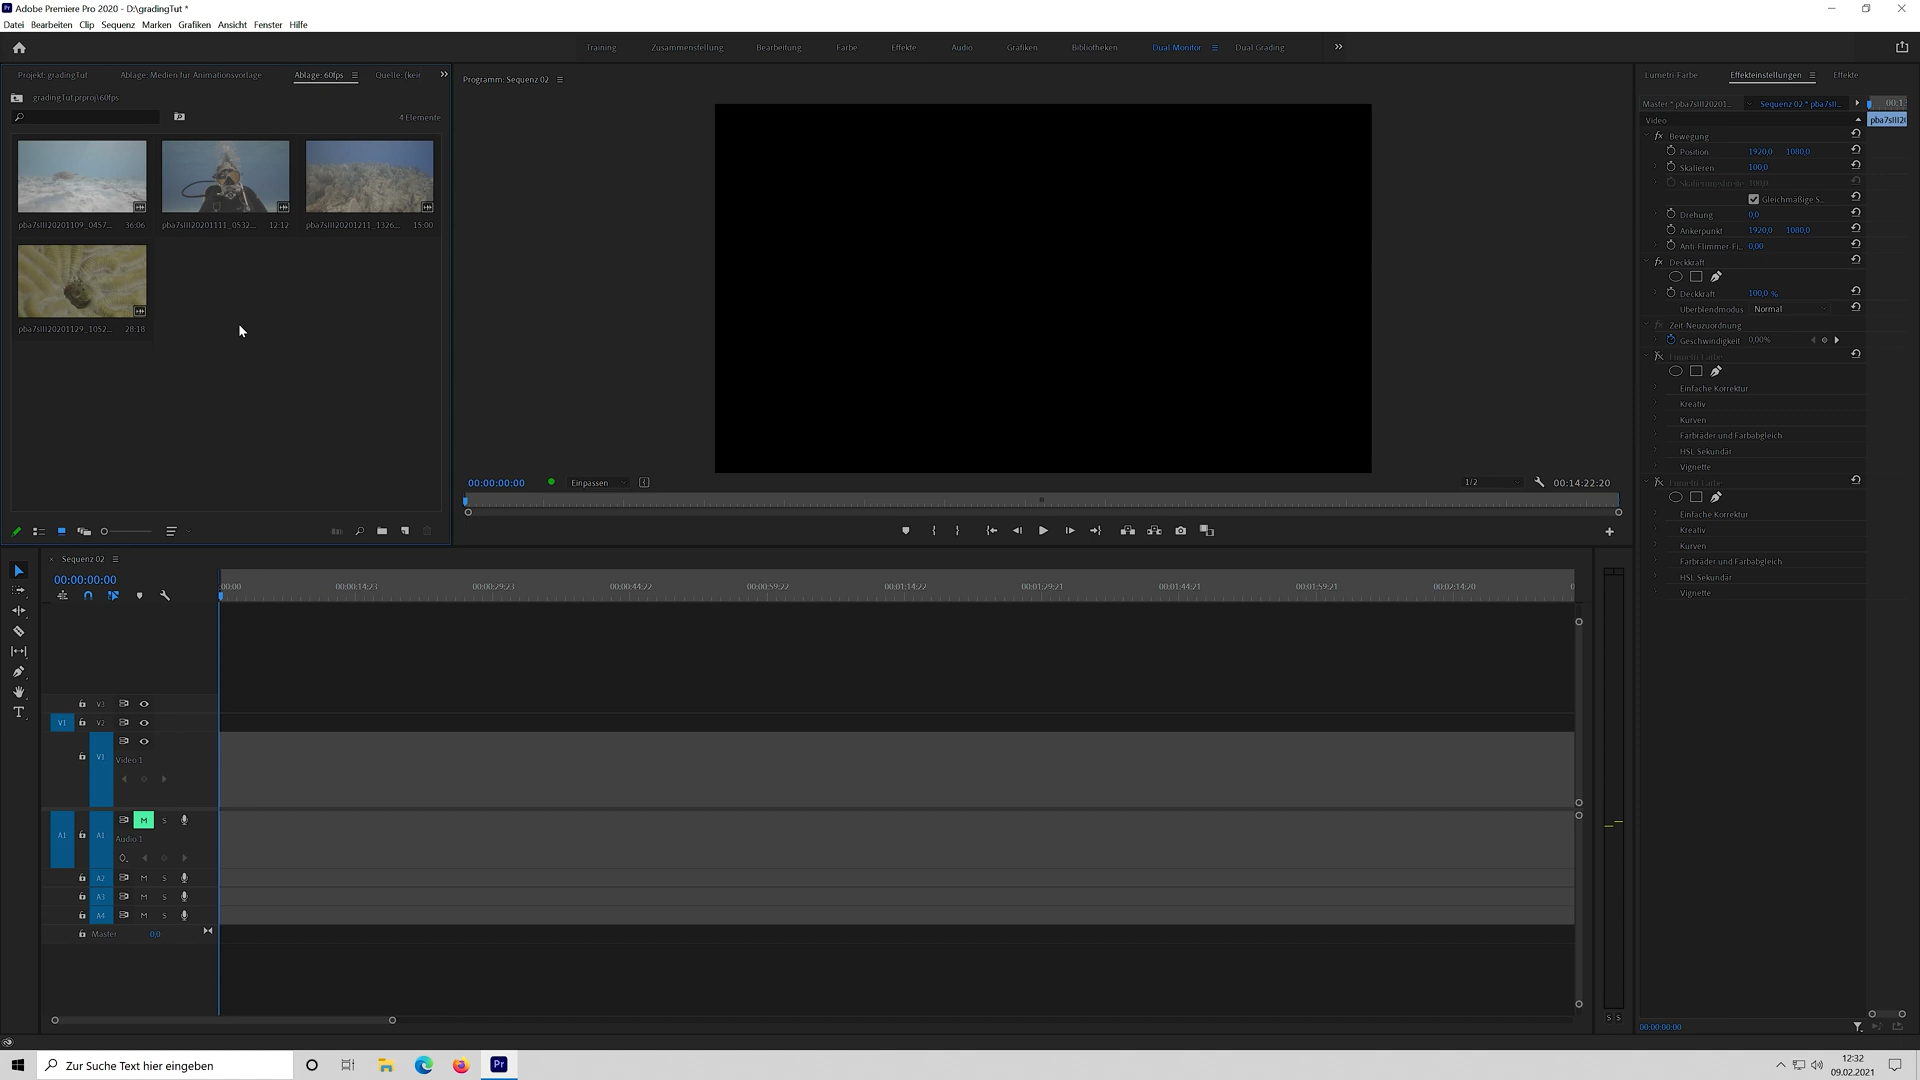 Adobe Premiere Pro 2020 - D:\gradingTut *
Datei Bearbeiten Clip Sequenz Marken Grafiken Ansicht Fenster Hilfe
Training Zusammenstellung Bearbeitung Farbe Effekte Audio Grafiken Bibliotheken Dual Monitor Dual Grading
Projekt: gradingTut Ablage: Medien für Animationsvorlage Ablage: 60fps Quelle: (kein
gradingTut.prproj\60fps
4 Elemente
pba7sIII20201109_0457... 36:06
pba7sIII20201111_0532... 12:12
pba7sIII20201211_1326... 15:00
pba7sIII20201129_1052... 28:18
Programm: Sequenz 02
00:00:00:00 Einpassen 1/2 00:14:22:20
Lumetri-Farbe Effekteinstellungen Effekte
Master * pba7sIII20201... Sequenz 02 * pba7sII...
Video
Bewegung
Position 1920,0 1080,0
Skalieren 100,0
Skalierungsbreite 100,0
Gleichmäßige S...
Drehung 0,0
Ankerpunkt 1920,0 1080,0
Anti-Flimmer-Fi... 0,00
Deckkraft
Deckkraft 100,0 %
Überblendmodus Normal
Zeit-Neuzuordnung
Geschwindigkeit 0,00%
Lumetri-Farbe
Einfache Korrektur
Kreativ
Kurven
Farbräder und Farbabgleich
HSL Sekundär
Vignette
Lumetri-Farbe
Einfache Korrektur
Kreativ
Kurven
Farbräder und Farbabgleich
HSL Sekundär
Vignette
00:00:00:00
Sequenz 02
00:00:00:00
:00:00 00:00:14:23 00:00:29:23 00:00:44:22 00:00:59:22 00:01:14:22 00:01:29:21 00:01:44:21 00:01:59:21 00:02:14:20
V3
V1 V2
V1
Video 1
M S
A1 A1
Audio 1
A2 M S
A3 M S
A4 M S
Master 0,0
S S
Zur Suche Text hier eingeben
Pr
12:32
09.02.2021